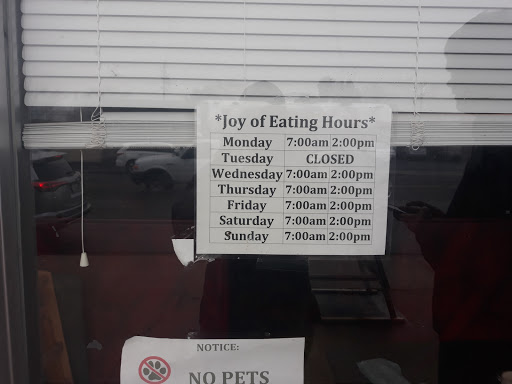 *Joy of Eating Hours*
Monday 7:00am 2:00pm
Tuesday CLOSED
Wednesday 7:00am 2:00pm
Thursday 7:00am 2:00pm
Friday 7:00am 2:00pm
Saturday 7:00am 2:00pm
Sunday 7:00am 2:00pm
NOTICE:
NO PETS